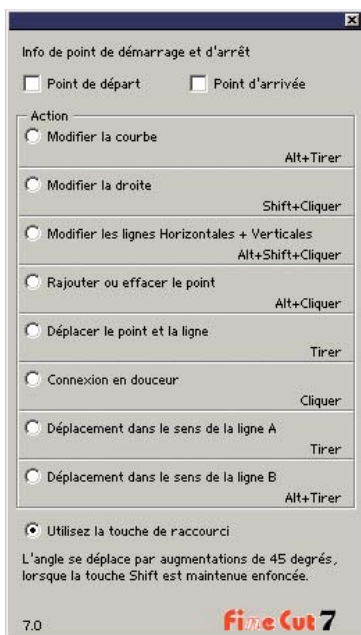 Info de point de démarrage et d'arrêt
Point de départ Point d'arrivée
Action
Modifier la courbe
Alt+Tirer
Modifier la droite
Shift+Cliquer
Modifier les lignes Horizontales + Verticales
Alt+Shift+Cliquer
Rajouter ou effacer le point
Alt+Cliquer
Déplacer le point et la ligne
Tirer
Connexion en douceur
Cliquer
Déplacement dans le sens de la ligne A
Tirer
Déplacement dans le sens de la ligne B
Alt+Tirer
Utilisez la touche de raccourci
L'angle se déplace par augmentations de 45 degrés,
lorsque la touche Shift est maintenue enfoncée.
7.0 FineCut 7